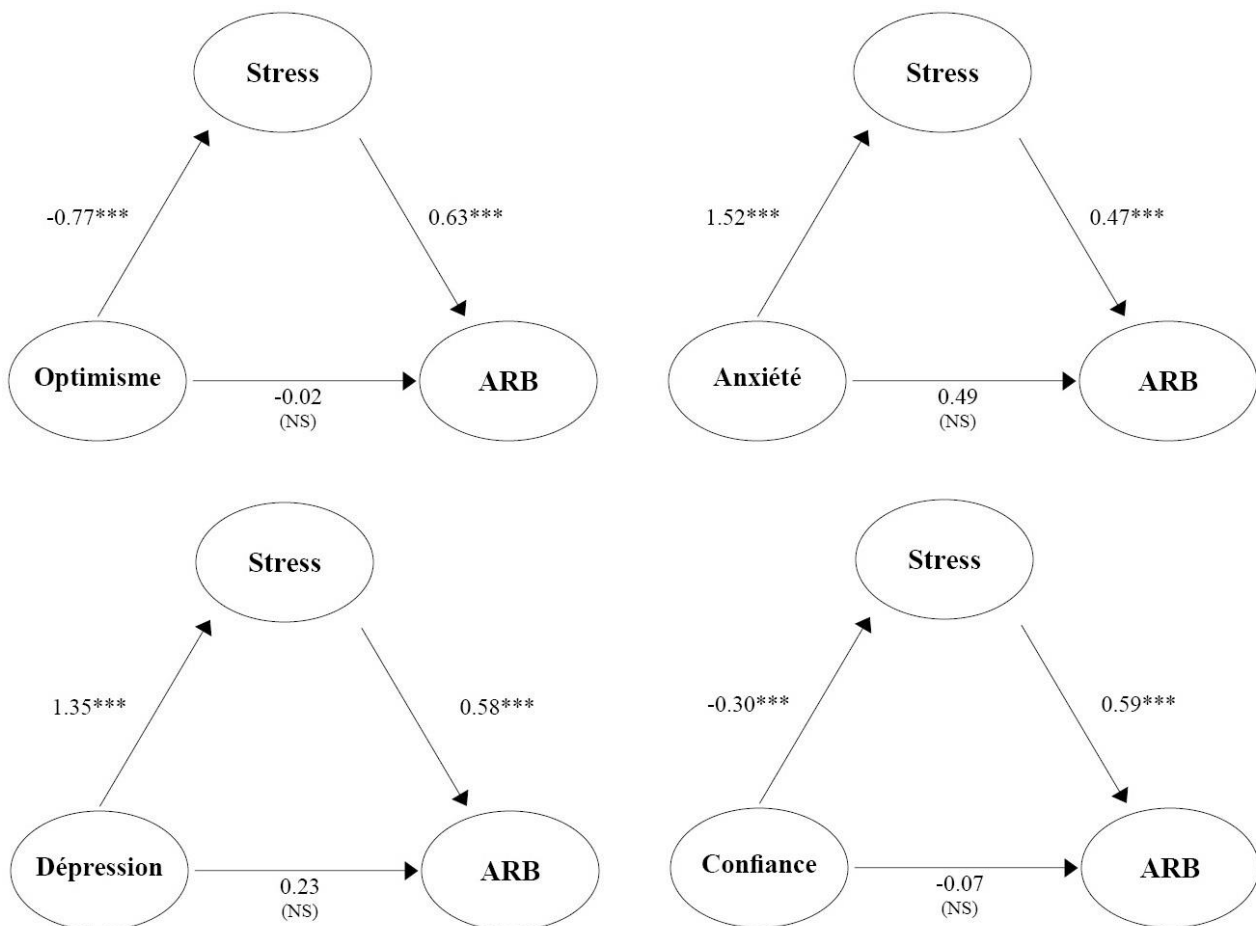 Stress
-0.77***
0.63***
Optimisme
ARB
-0.02
(NS)
Stress
1.52***
0.47***
Anxiété
ARB
0.49
(NS)
Stress
1.35***
0.58***
Dépression
ARB
0.23
(NS)
Stress
-0.30***
0.59***
Confiance
ARB
-0.07
(NS)